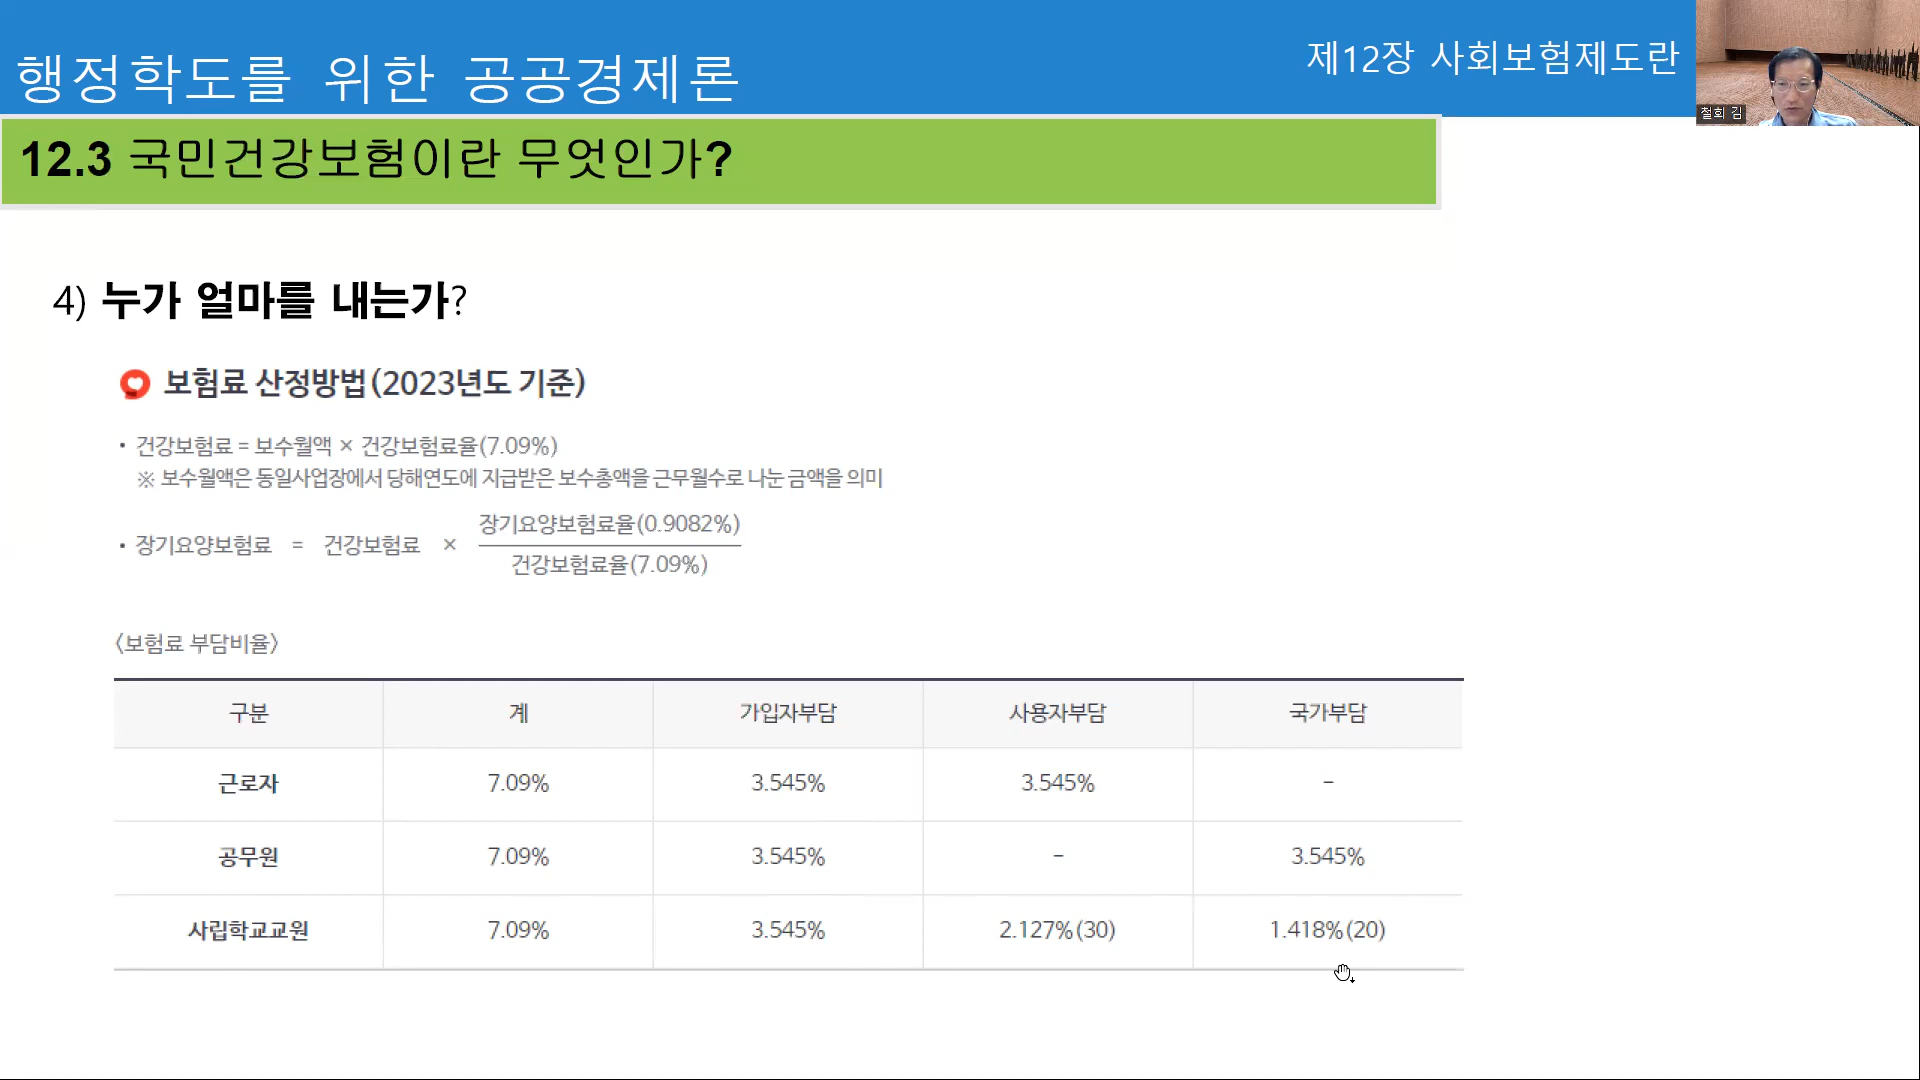 행정학도를 위한 공공경제론
제12장 사회보험제도란
철희 김
12.3 국민건강보험이란 무엇인가?
4) 누가 얼마를 내는가?
보험료 산정방법(2023년도 기준)
• 건강보험료 = 보수월액 × 건강보험료율(7.09%)
※ 보수월액은 동일사업장에서 당해연도에 지급받은 보수총액을 근무월수로 나눈 금액을 의미
• 장기요양보험료 = 건강보험료 × 장기요양보험료율(0.9082%)
건강보험료율(7.09%)
〈보험료 부담비율〉
구분 계 가입자부담 사용자부담 국가부담
근로자 7.09% 3.545% 3.545% –
공무원 7.09% 3.545% – 3.545%
사립학교교원 7.09% 3.545% 2.127%(30) 1.418%(20)